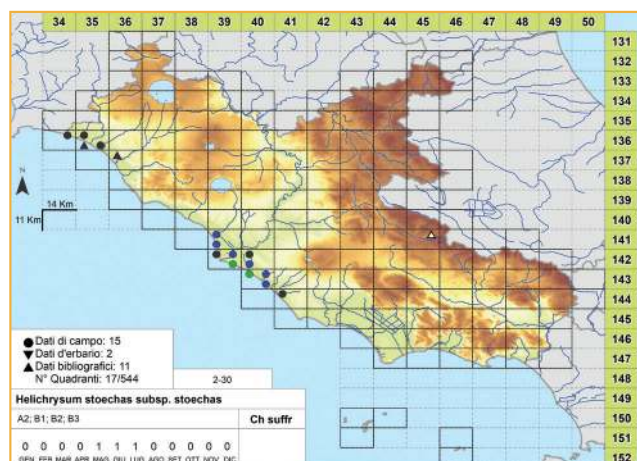 34 35 36 37 38 39 40 41 42 43 44 45 46 47 48 49 50
131
132
133
134
135
136
137
138
139
140
141
142
143
144
145
146
147
148
149
150
151
152
N
14 Km
11 Km
Dati di campo: 15
Dati d'erbario: 2
Dati bibliografici: 11
N° Quadranti: 17/544
2-30
Helichrysum stoechas subsp. stoechas
A2; B1; B2; B3
Ch suffr
0 0 0 0 1 1 1 0 0 0 0 0
GEN FEB MAR APR MAG GIU LUG AGO SET OTT NOV DIC